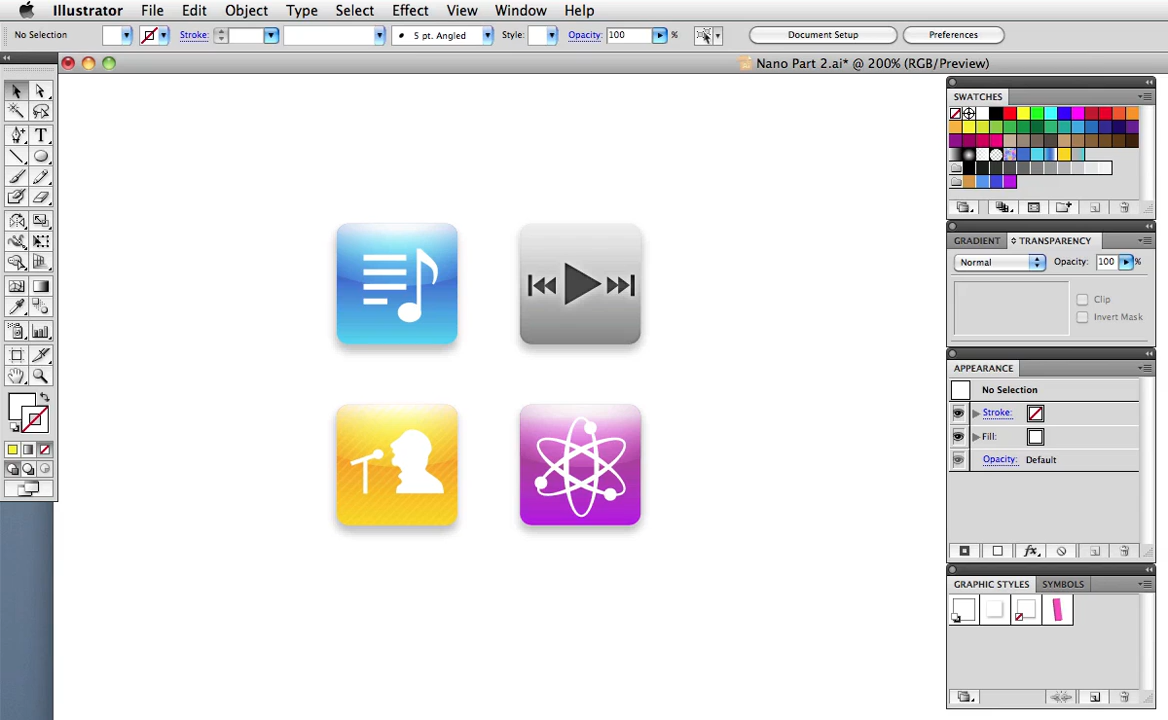 Illustrator File Edit Object Type Select Effect View Window Help
No Selection Stroke: 5 pt. Angled Style: Opacity: 100 % Document Setup Preferences
Nano Part 2.ai* @ 200% (RGB/Preview)
SWATCHES
GRADIENT TRANSPARENCY
Normal Opacity: 100 %
Clip
Invert Mask
APPEARANCE
No Selection
Stroke:
Fill:
Opacity: Default
fx
GRAPHIC STYLES SYMBOLS